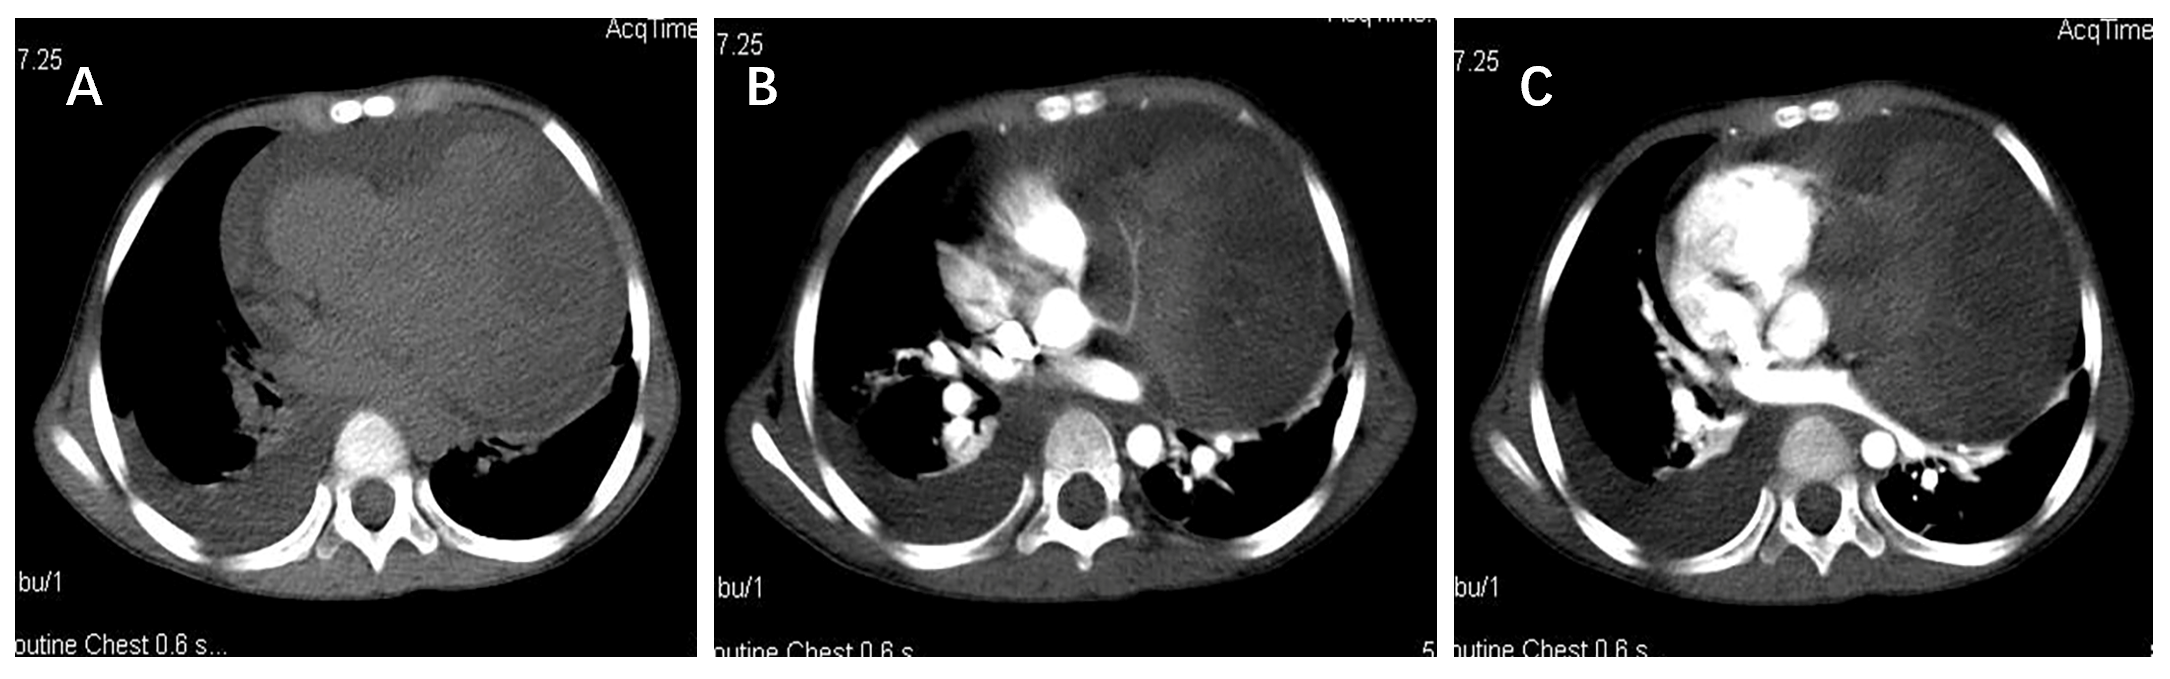 AcqTime
7.25
A
bu/1
outine Chest 0.6 s...
7.25
B
bu/1
outine Chest 0.6 s
5
AcqTime
7.25
C
bu/1
outine Chest 0.6 s